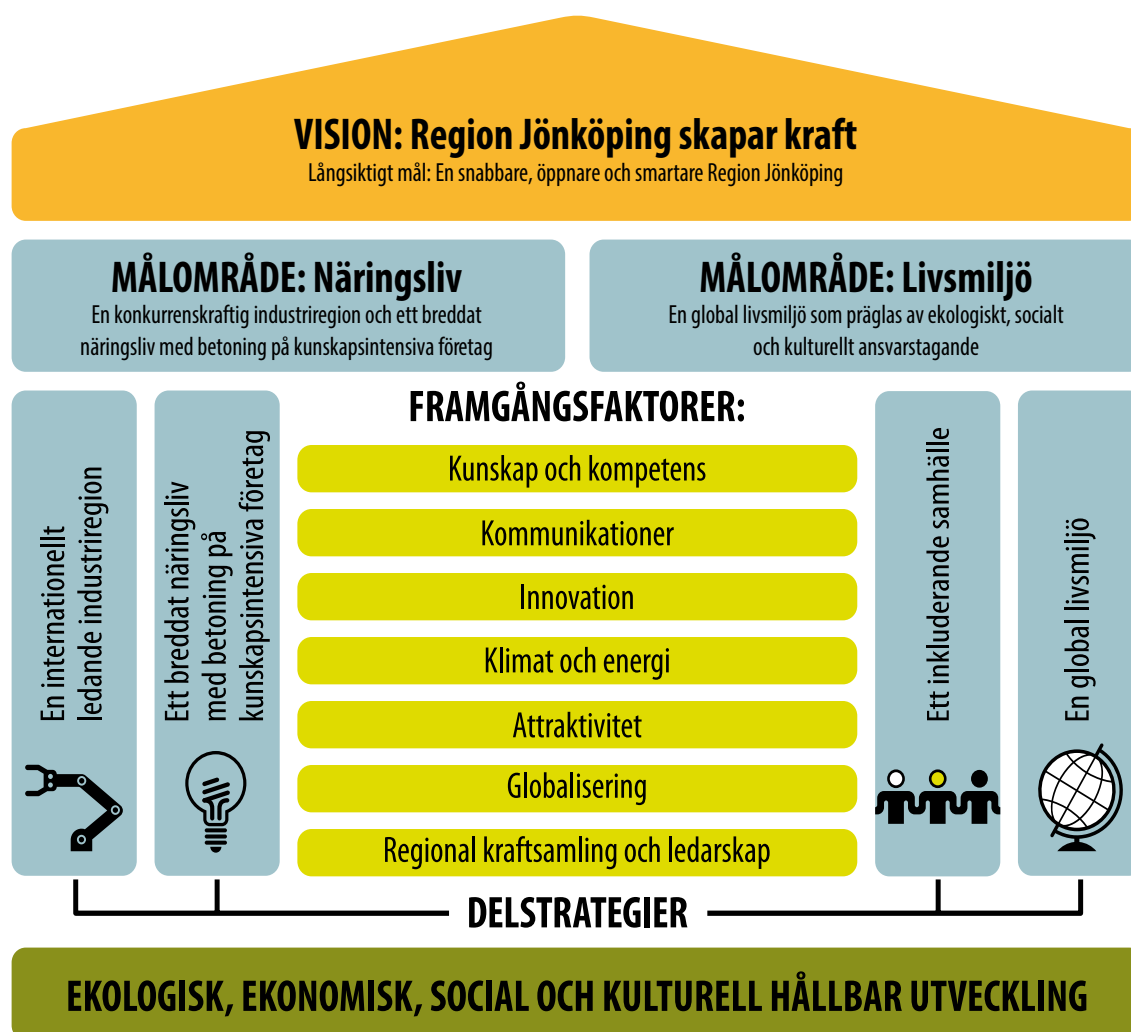 VISION: Region Jönköping skapar kraft
Långsiktigt mål: En snabbare, öppnare och smartare Region Jönköping
MÅLOMRÅDE: Näringsliv
En konkurrenskraftig industriregion och ett breddat
näringsliv med betoning på kunskapsintensiva företag
MÅLOMRÅDE: Livsmiljö
En global livsmiljö som präglas av ekologiskt, socialt
och kulturellt ansvarstagande
En internationellt
ledande industriregion
Ett breddat näringsliv
med betoning på
kunskapsintensiva företag
FRAMGÅNGSFAKTORER:
Kunskap och kompetens
Kommunikationer
Innovation
Klimat och energi
Attraktivitet
Globalisering
Regional kraftsamling och ledarskap
Ett inkluderande samhälle
En global livsmiljö
DELSTRATEGIER
EKOLOGISK, EKONOMISK, SOCIAL OCH KULTURELL HÅLLBAR UTVECKLING